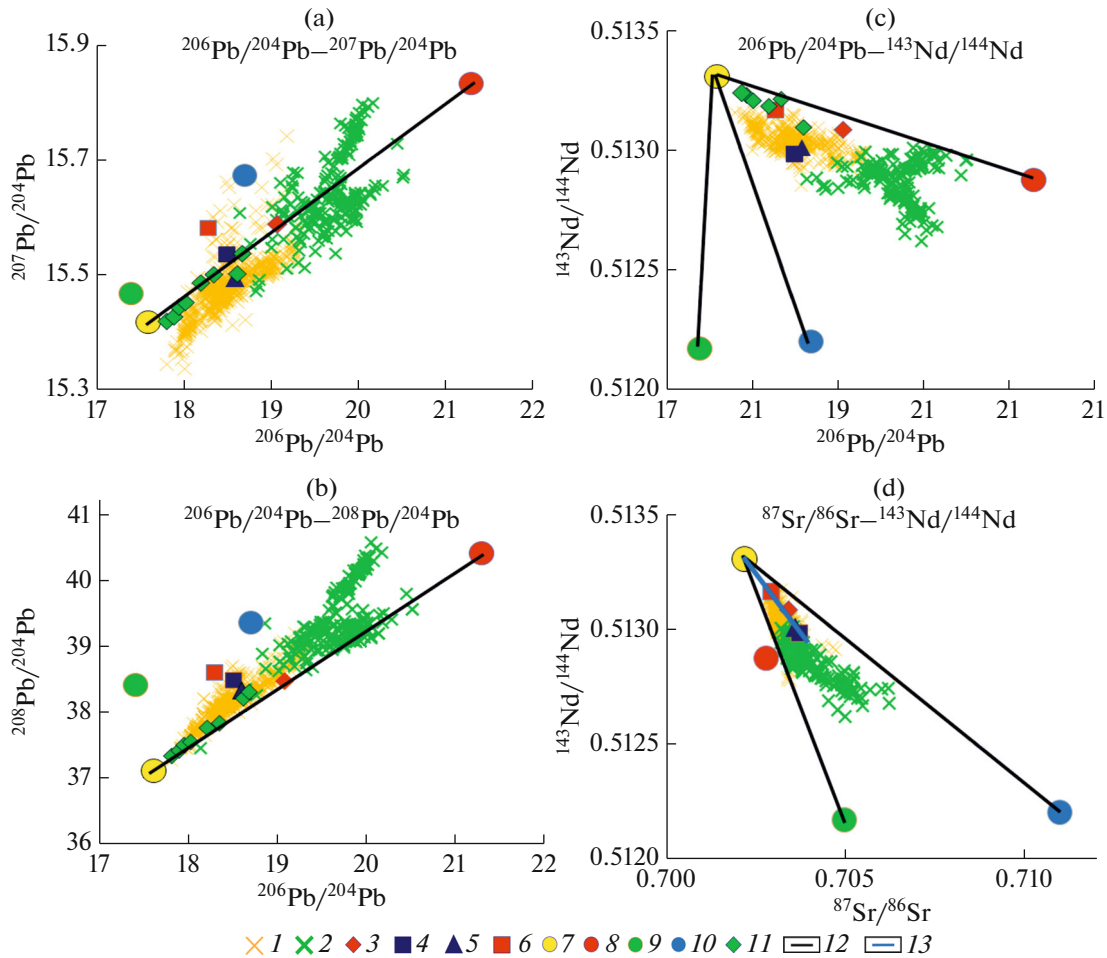 (a)
²⁰⁶Pb/²⁰⁴Pb–²⁰⁷Pb/²⁰⁴Pb
15.9
15.7
15.5
15.3
²⁰⁷Pb/²⁰⁴Pb
17 18 19 20 21 22
²⁰⁶Pb/²⁰⁴Pb
(c)
²⁰⁶Pb/²⁰⁴Pb–¹⁴³Nd/¹⁴⁴Nd
0.5135
0.5130
0.5125
0.5120
¹⁴³Nd/¹⁴⁴Nd
17 21 19 21 21 21
²⁰⁶Pb/²⁰⁴Pb
(b)
²⁰⁶Pb/²⁰⁴Pb–²⁰⁸Pb/²⁰⁴Pb
41
40
39
38
37
36
²⁰⁸Pb/²⁰⁴Pb
17 18 19 20 21 22
²⁰⁶Pb/²⁰⁴Pb
(d)
⁸⁷Sr/⁸⁶Sr–¹⁴³Nd/¹⁴⁴Nd
0.5135
0.5130
0.5125
0.5120
¹⁴³Nd/¹⁴⁴Nd
0.700 0.705 0.710
⁸⁷Sr/⁸⁶Sr
1 2 3 4 5 6 7 8 9 10 11 12 13